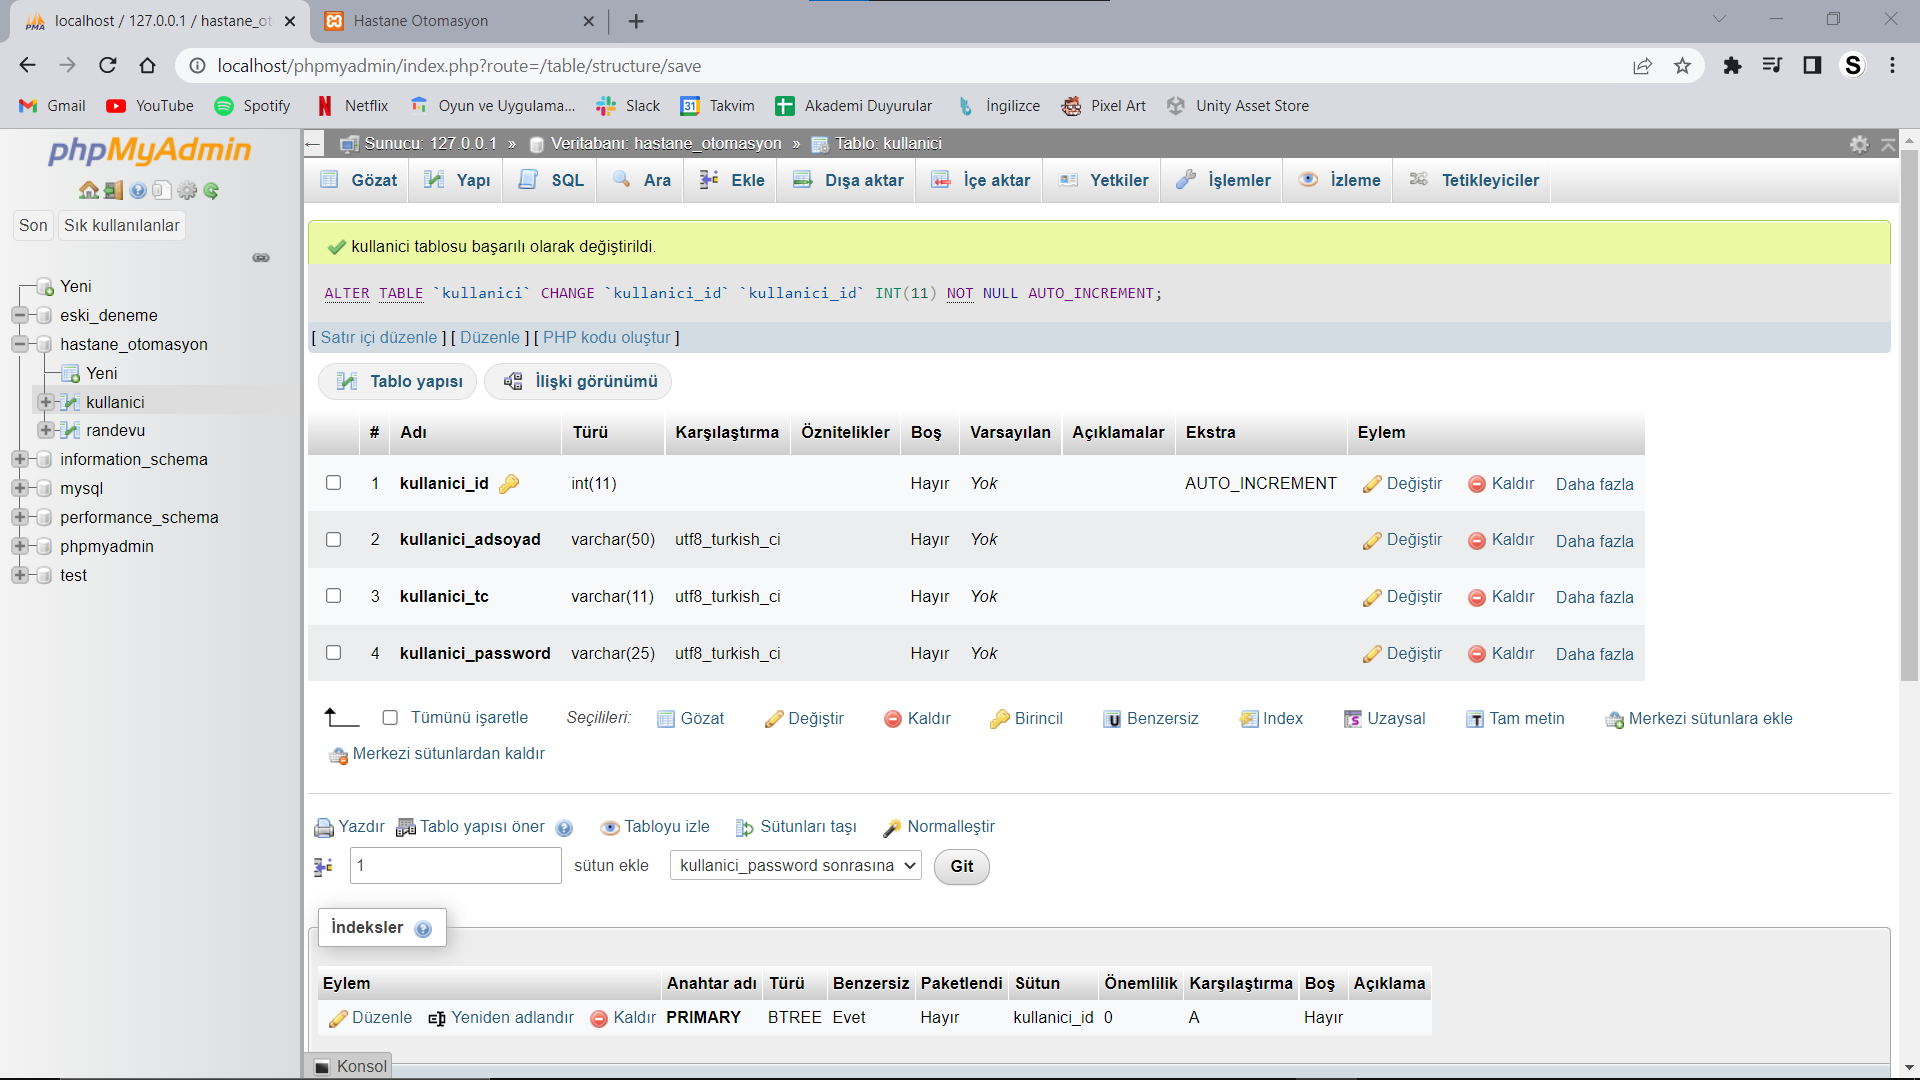 localhost / 127.0.0.1 / hastane_ot
Hastane Otomasyon
localhost/phpmyadmin/index.php?route=/table/structure/save
S
Gmail
YouTube
Spotify
Netflix
Oyun ve Uygulama...
Slack
31
Takvim
Akademi Duyurular
İngilizce
Pixel Art
Unity Asset Store
phpMyAdmin
Son
Sık kullanılanlar
Yeni
eski_deneme
hastane_otomasyon
Yeni
kullanici
randevu
information_schema
mysql
performance_schema
phpmyadmin
test
Sunucu: 127.0.0.1 » Veritabanı: hastane_otomasyon » Tablo: kullanici
Gözat Yapı SQL Ara Ekle Dışa aktar İçe aktar Yetkiler İşlemler İzleme Tetikleyiciler
kullanici tablosu başarılı olarak değiştirildi.
ALTER TABLE `kullanici` CHANGE `kullanici_id` `kullanici_id` INT(11) NOT NULL AUTO_INCREMENT;
[ Satır içi düzenle ] [ Düzenle ] [ PHP kodu oluştur ]
Tablo yapısı
İlişki görünümü
# Adı Türü Karşılaştırma Öznitelikler Boş Varsayılan Açıklamalar Ekstra Eylem
1 kullanici_id int(11) Hayır Yok AUTO_INCREMENT Değiştir Kaldır Daha fazla
2 kullanici_adsoyad varchar(50) utf8_turkish_ci Hayır Yok Değiştir Kaldır Daha fazla
3 kullanici_tc varchar(11) utf8_turkish_ci Hayır Yok Değiştir Kaldır Daha fazla
4 kullanici_password varchar(25) utf8_turkish_ci Hayır Yok Değiştir Kaldır Daha fazla
Tümünü işaretle Seçilileri: Gözat Değiştir Kaldır Birincil Benzersiz Index Uzaysal Tam metin Merkezi sütunlara ekle
Merkezi sütunlardan kaldır
Yazdır Tablo yapısı öner Tabloyu izle Sütunları taşı Normalleştir
1 sütun ekle kullanici_password sonrasına Git
İndeksler
Eylem Anahtar adı Türü Benzersiz Paketlendi Sütun Önemlilik Karşılaştırma Boş Açıklama
Düzenle Yeniden adlandır Kaldır PRIMARY BTREE Evet Hayır kullanici_id 0 A Hayır
Konsol